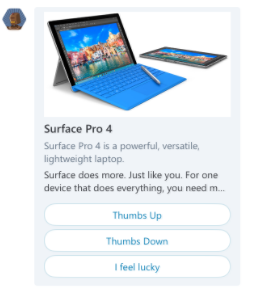 Surface Pro 4
Surface Pro 4 is a powerful, versatile,
lightweight laptop.
Surface does more. Just like you. For one
device that does everything, you need m...
Thumbs Up
Thumbs Down
I feel lucky